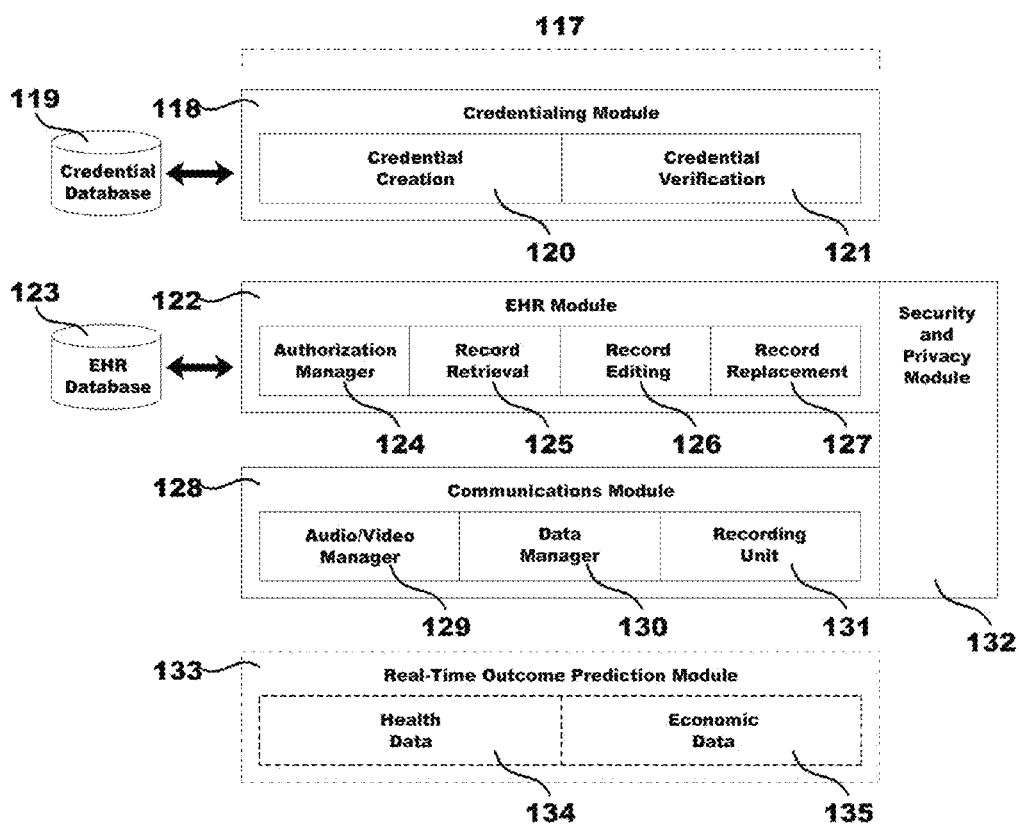 117
119
118
Credentialing Module
Credential
Database
Credential
Creation
Credential
Verification
120
121
123
122
EHR Module
Security
and
Privacy
Module
EHR
Database
Authorization
Manager
Record
Retrieval
Record
Editing
Record
Replacement
124
125
126
127
128
Communications Module
Audio/Video
Manager
Data
Manager
Recording
Unit
129
130
131
132
133
Real-Time Outcome Prediction Module
Health
Data
Economic
Data
134
135